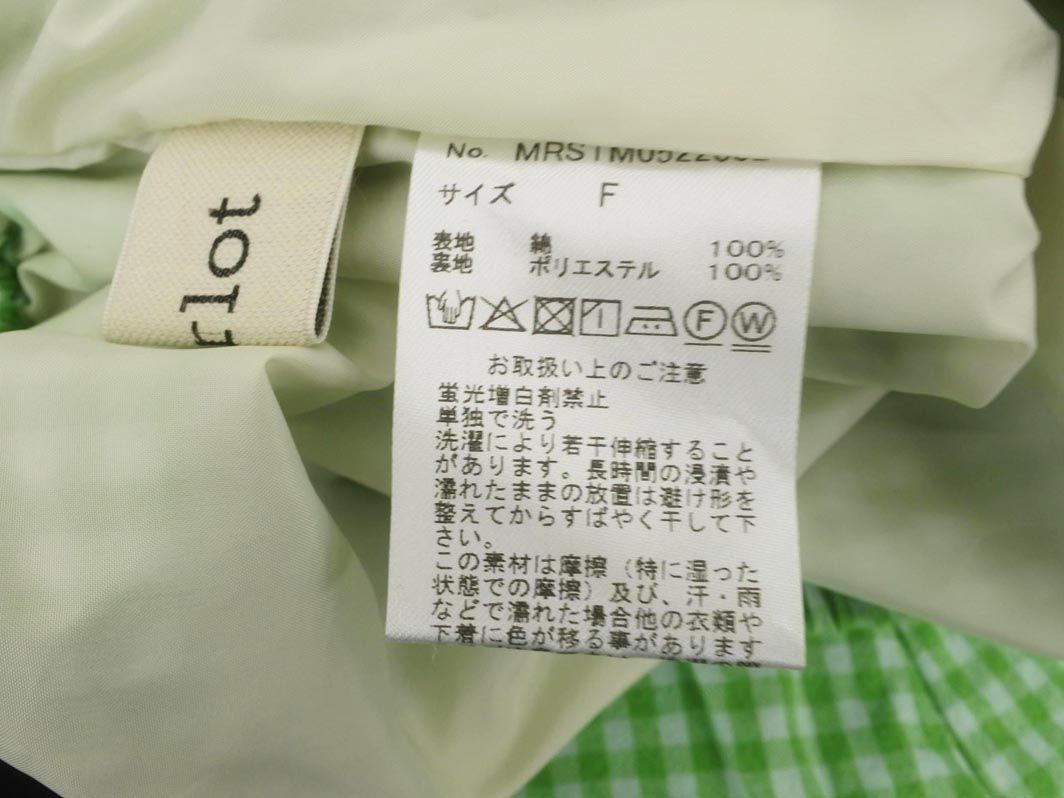 lot
No.
サイズ F
表地 綿 100%
裏地 ポリエステル 100%
F W
お取扱い上のご注意
蛍光増白剤禁止
単独で洗う
洗濯により若干伸縮すること
があります。長時間の浸漬や
濡れたままの放置は避け形を
整えてからすばやく干して下
さい。
この素材は摩擦（特に湿った
状態での摩擦）及び、汗・雨
などで濡れた場合他の衣類や
下着に色が移る事があります